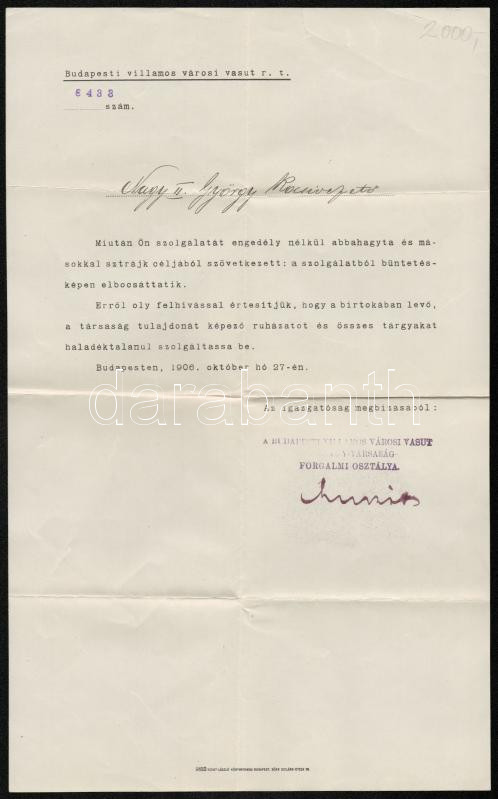 2000,-
Budapesti villamos városi vasut r. t.
6433
szám.
Nagy II. György Kocsivezető
Miután Ön szolgálatát engedély nélkül abbahagyta és má-
sokkal sztrájk céljából szövetkezett: a szolgálatból büntetés-
képen elbocsáttatik.
Erről oly felhivással értesitjük, hogy a birtokában levő,
a társaság tulajdonát képező ruházatot és összes tárgyakat
haladéktalanul szolgáltassa be.
Budapesten, 1906. október hó 27-én.
darabanth
Az igazgatóság megbizásából:
A BUDAPESTI VILLAMOS VÁROSI VASUT
TÁRSASÁG
FORGALMI OSZTÁLYA.